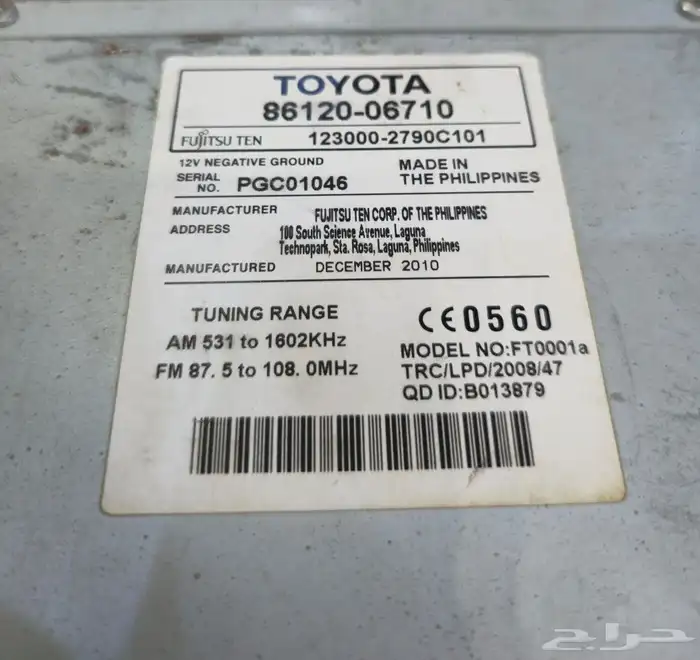 TOYOTA
86120-06710
FUJITSU TEN 123000-2790C101
12V NEGATIVE GROUND
SERIAL NO. PGC01046
MADE IN
THE PHILIPPINES
MANUFACTURER FUJITSU TEN CORP. OF THE PHILIPPINES
ADDRESS 100 South Science Avenue, Laguna
Technopark, Sta. Rosa, Laguna, Philippines
MANUFACTURED DECEMBER 2010
TUNING RANGE
AM 531 to 1602KHz
FM 87.5 to 108.0MHz
CE0560
MODEL NO:FT0001a
TRC/LPD/2008/47
QD ID:B013879
حراج